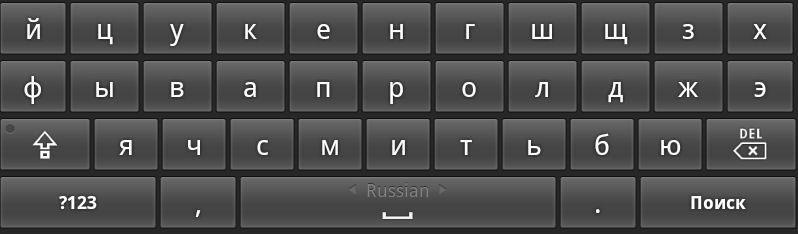 й ц у к е н г ш щ з х
ф ы в а п р о л д ж э
я ч с м и т ь б ю DEL
?123 , Russian . Поиск